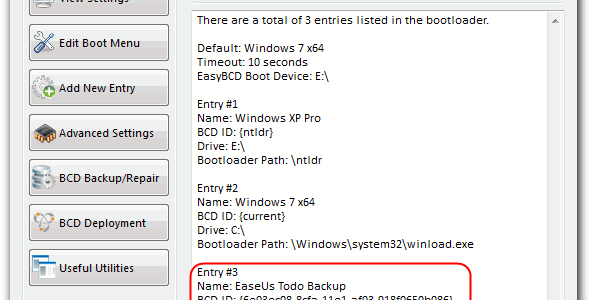 View Settings
Edit Boot Menu
Add New Entry
Advanced Settings
BCD Backup/Repair
BCD Deployment
Useful Utilities
There are a total of 3 entries listed in the bootloader.
Default: Windows 7 x64
Timeout: 10 seconds
EasyBCD Boot Device: E:\
Entry #1
Name: Windows XP Pro
BCD ID: {ntldr}
Drive: E:\
Bootloader Path: \ntldr
Entry #2
Name: Windows 7 x64
BCD ID: {current}
Drive: C:\
Bootloader Path: \Windows\system32\winload.exe
Entry #3
Name: EaseUs Todo Backup
BCD ID: